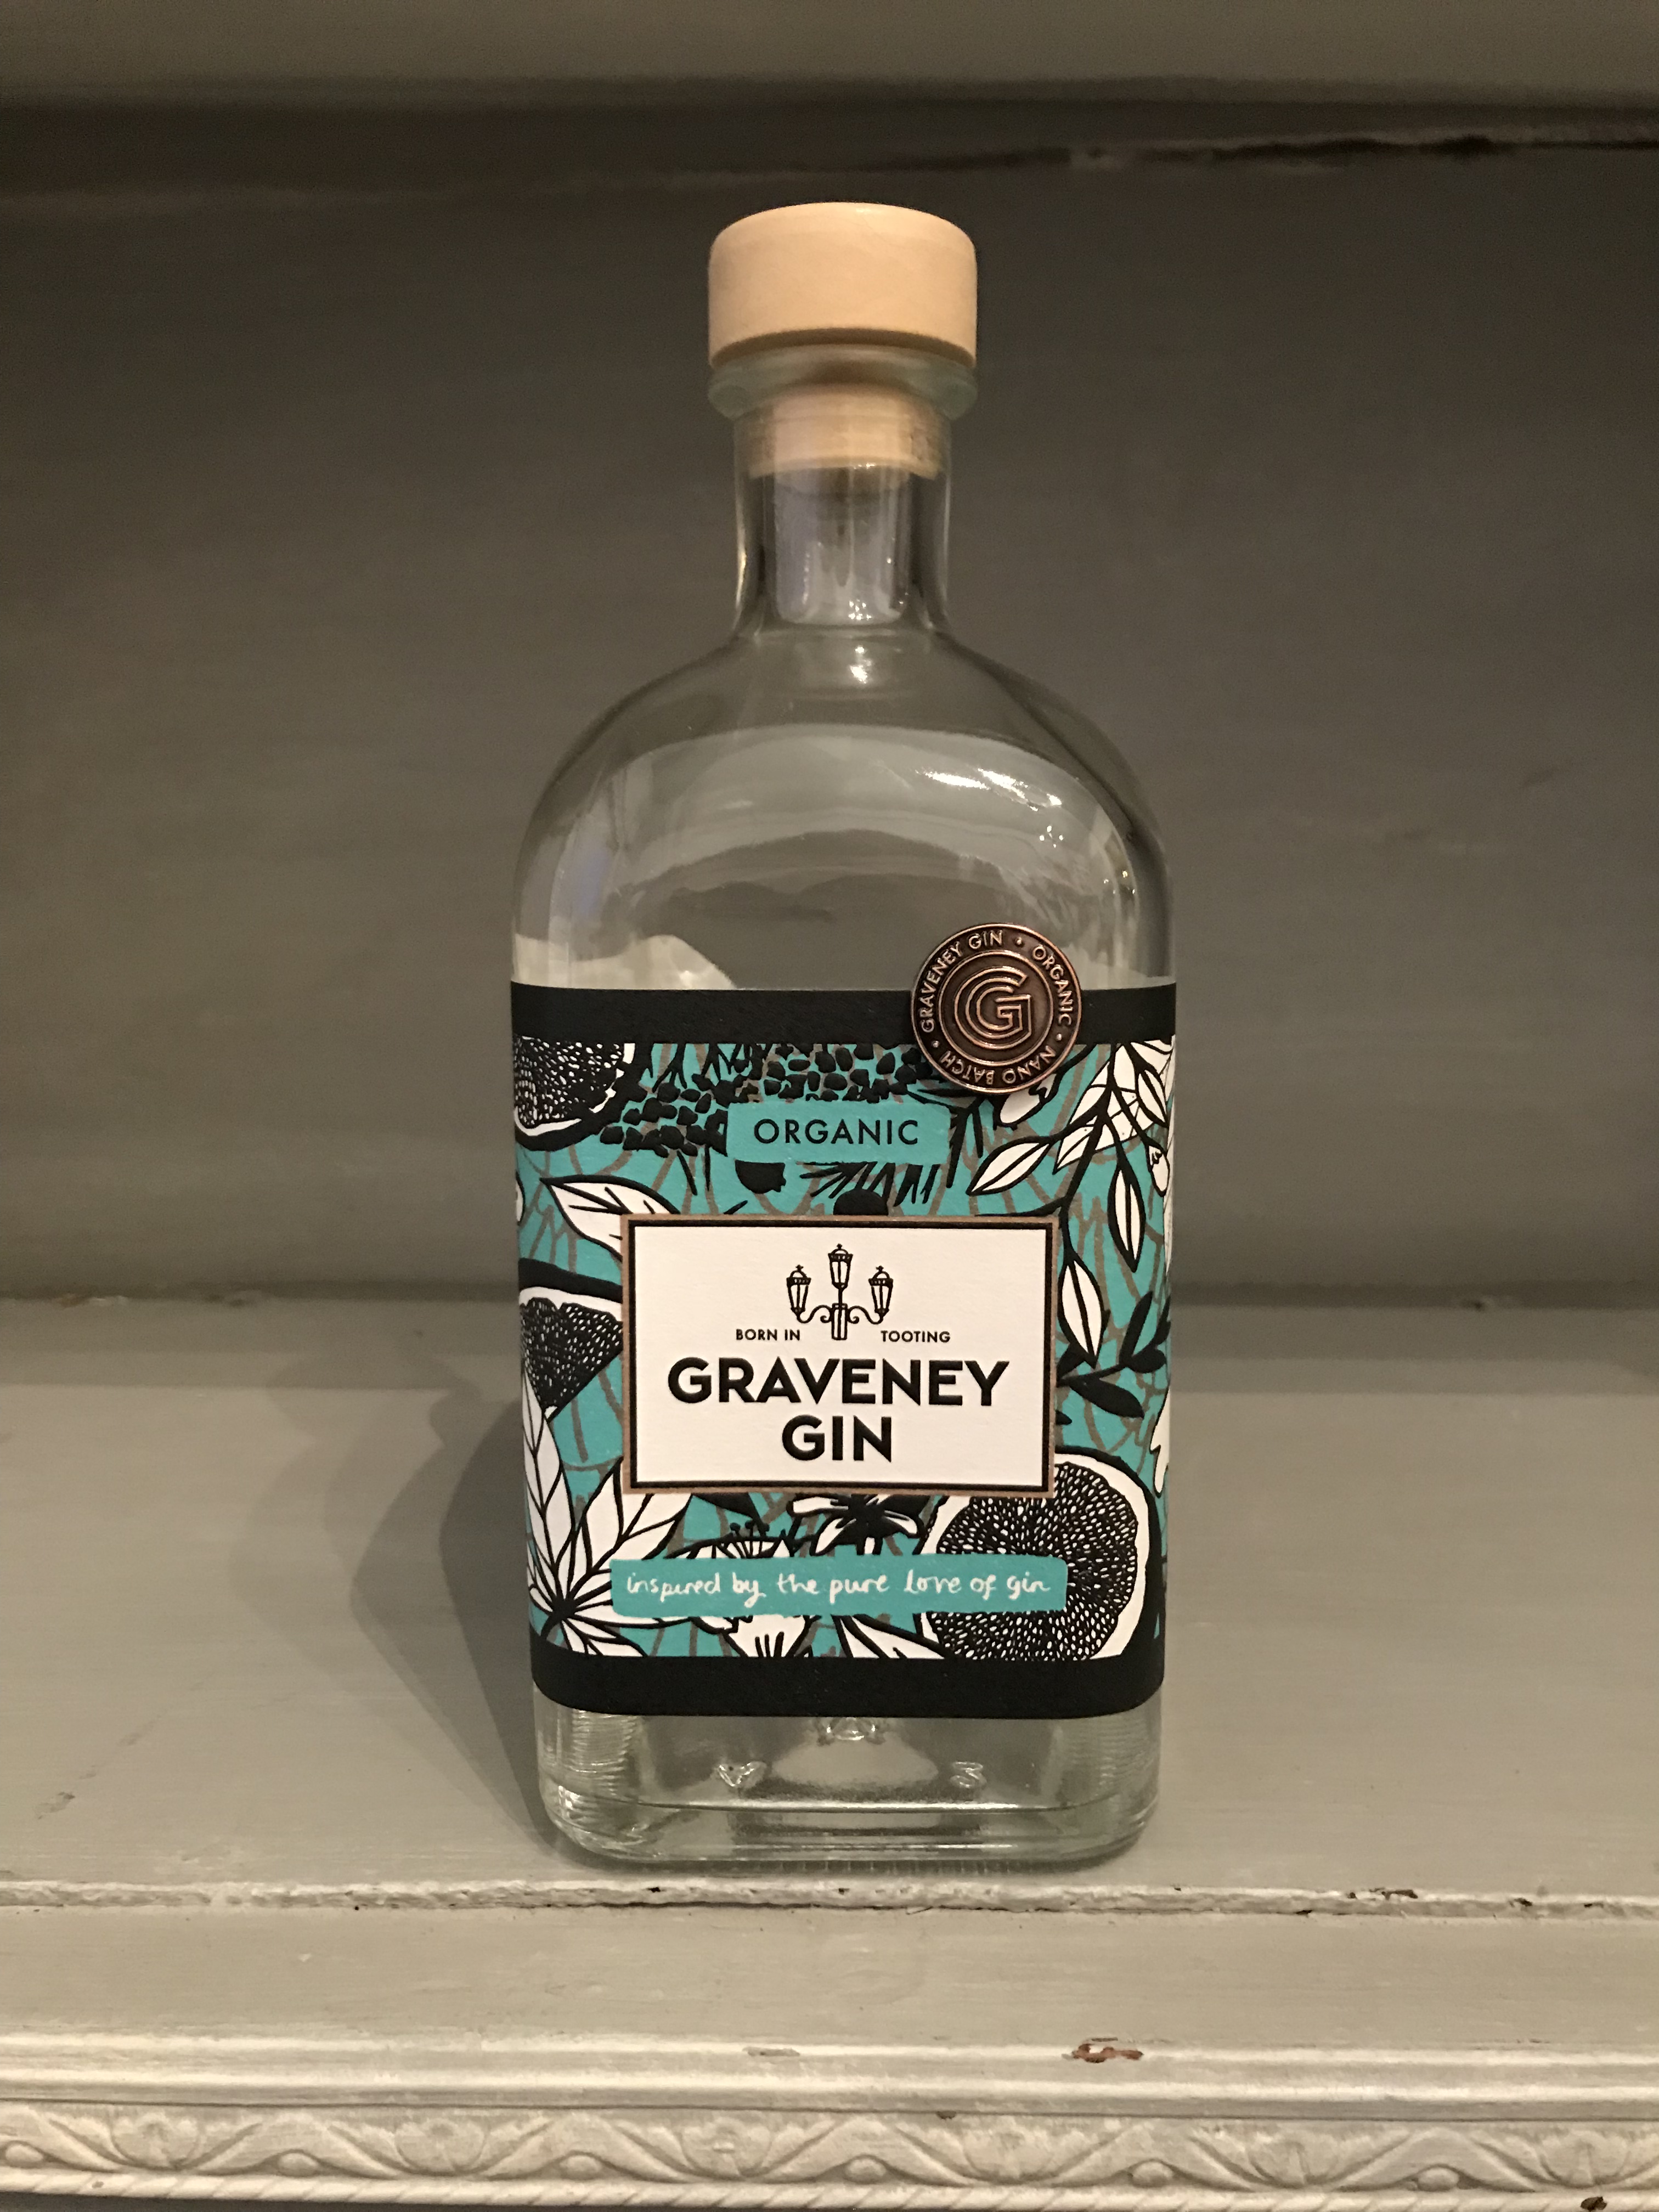 GRAVENEY GIN • ORGANIC • NANO BATCH •
G
ORGANIC
BORN IN TOOTING
GRAVENEY
GIN
inspired by the pure love of gin